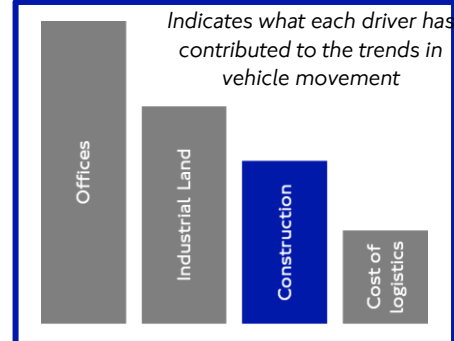 Indicates what each driver has
contributed to the trends in
vehicle movement
Offices
Industrial Land
Construction
Cost of
logistics